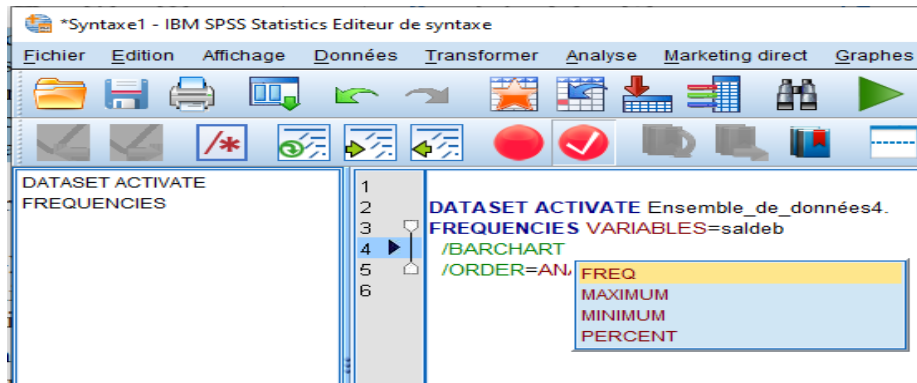 *Syntaxe1 - IBM SPSS Statistics Editeur de syntaxe
Fichier Edition Affichage Données Transformer Analyse Marketing direct Graphes
/*
DATASET ACTIVATE
FREQUENCIES
1
2 DATASET ACTIVATE Ensemble_de_données4.
3 FREQUENCIES VARIABLES=saldeb
4 /BARCHART
5 /ORDER=ANA
6
FREQ
MAXIMUM
MINIMUM
PERCENT